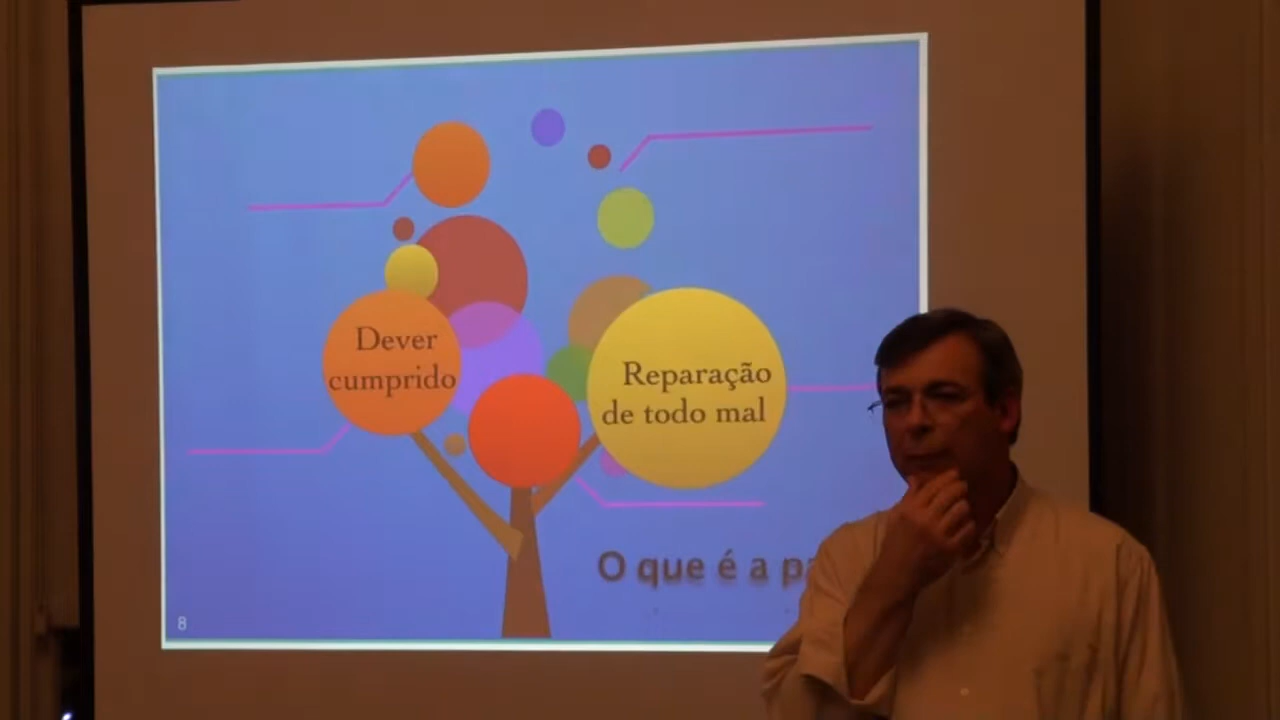 Dever
cumprido
Reparação
de todo mal
O que é a
8